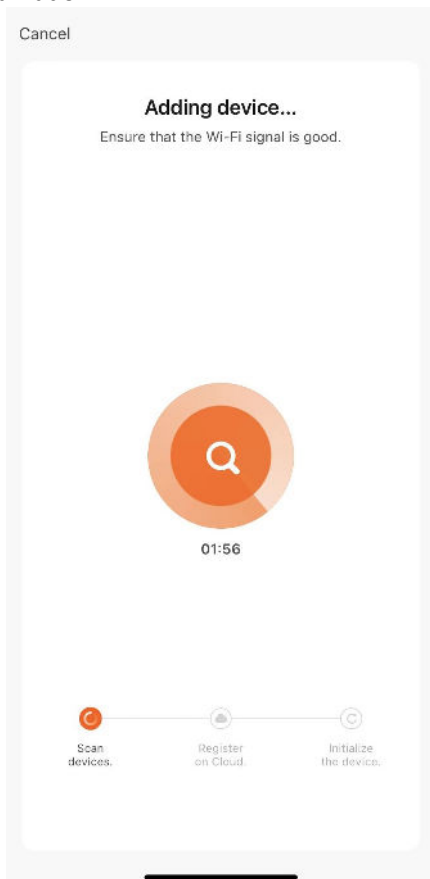 Cancel
Adding device...
Ensure that the Wi-Fi signal is good.
01:56
Scan
devices.
Register
on Cloud.
Initialize
the device.